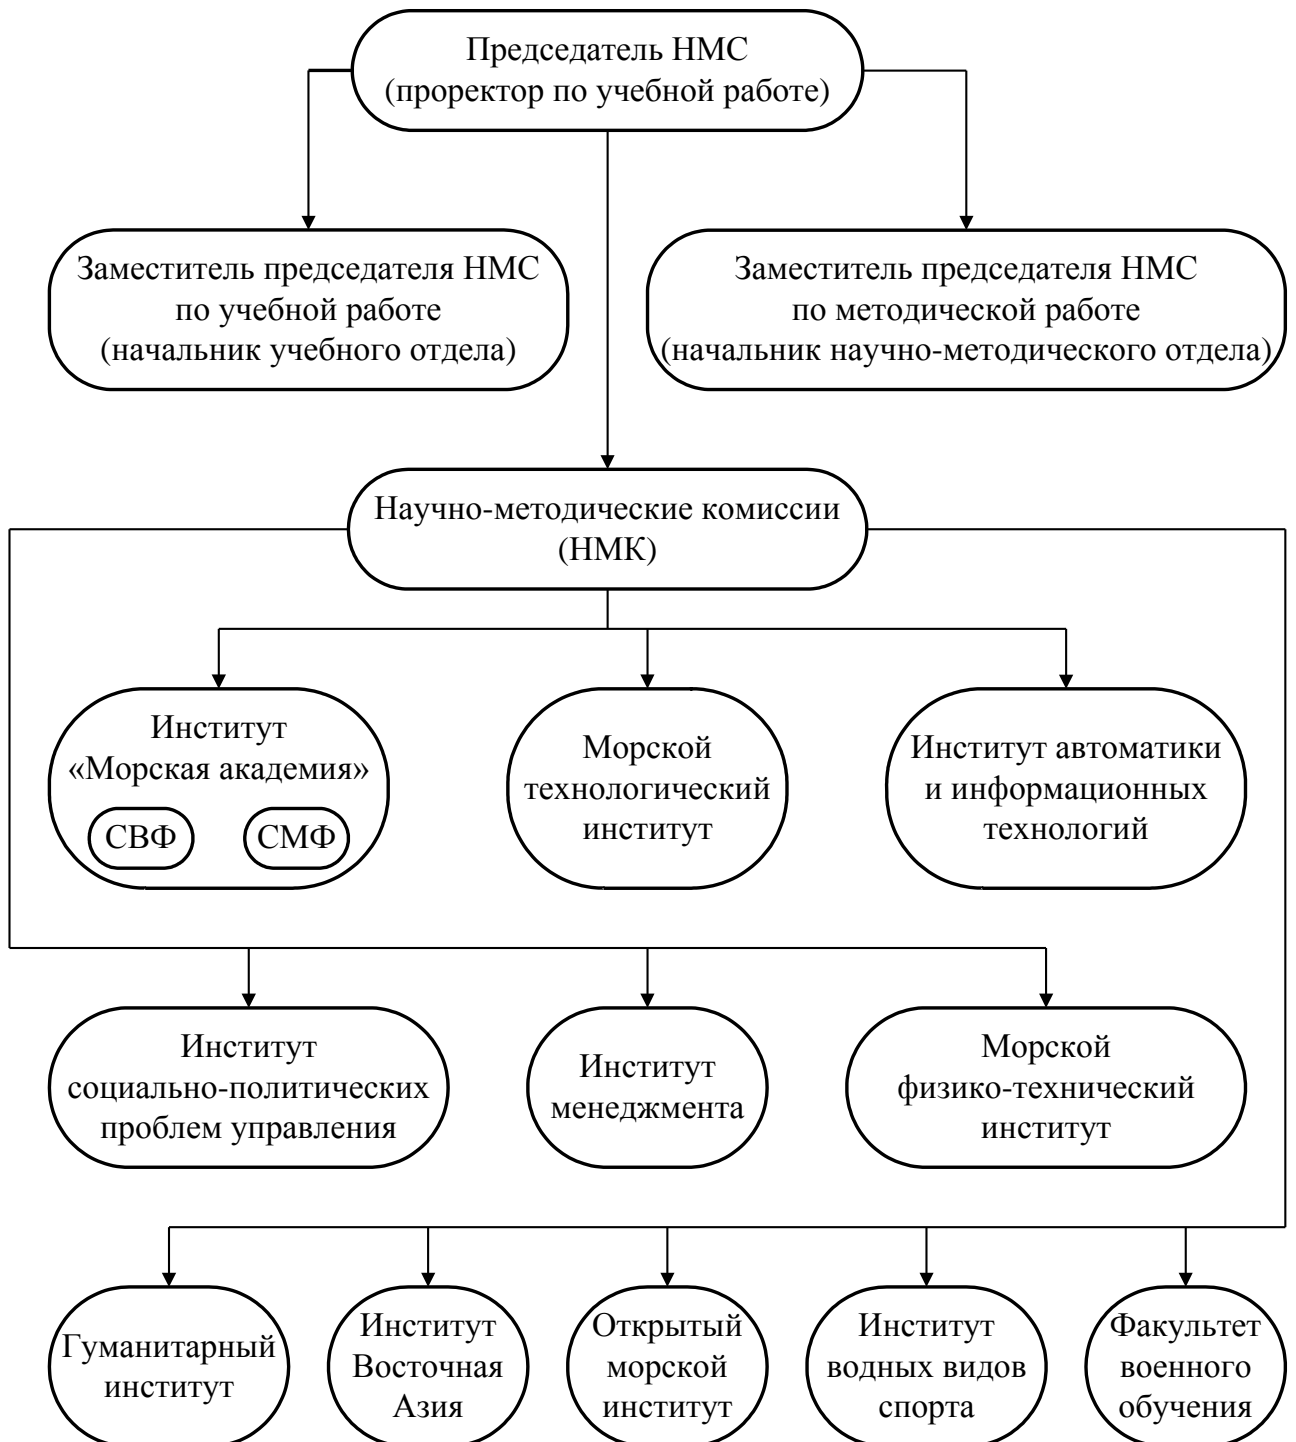 Председатель НМС
(проректор по учебной работе)
Заместитель председателя НМС
по учебной работе
(начальник учебного отдела)
Заместитель председателя НМС
по методической работе
(начальник научно-методического отдела)
Научно-методические комиссии
(НМК)
Институт
«Морская академия»
СВФ
СМФ
Морской
технологический
институт
Институт автоматики
и информационных
технологий
Институт
социально-политических
проблем управления
Институт
менеджмента
Морской
физико-технический
институт
Гуманитарный
институт
Институт
Восточная
Азия
Открытый
морской
институт
Институт
водных видов
спорта
Факультет
военного
обучения